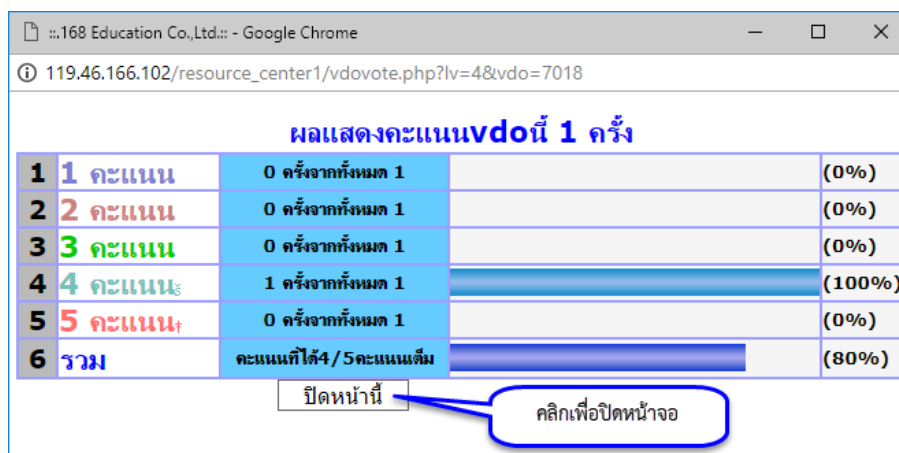 ::.168 Education Co.,Ltd.:: - Google Chrome
119.46.166.102/resource_center1/vdovote.php?lv=4&vdo=7018
ผลแสดงคะแนนvdoนี้ 1 ครั้ง
1 1 คะแนน 0 ครั้งจากทั้งหมด 1 (0%)
2 2 คะแนน 0 ครั้งจากทั้งหมด 1 (0%)
3 3 คะแนน 0 ครั้งจากทั้งหมด 1 (0%)
4 4 คะแนน 1 ครั้งจากทั้งหมด 1 (100%)
5 5 คะแนน 0 ครั้งจากทั้งหมด 1 (0%)
6 รวม คะแนนที่ได้4/5คะแนนเต็ม (80%)
ปิดหน้านี้
คลิกเพื่อปิดหน้าจอ